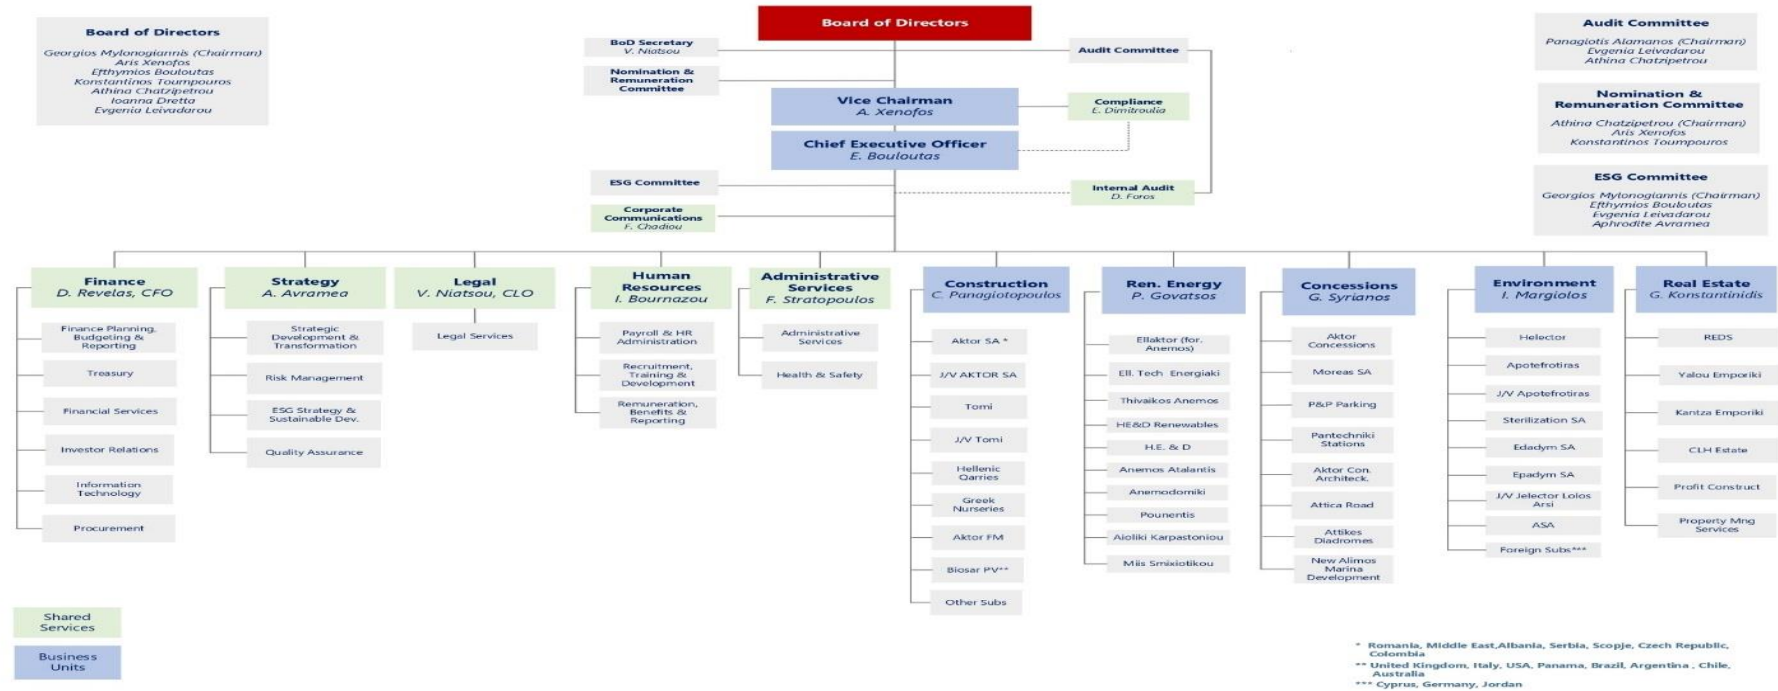 Board of Directors
Georgios Mylonogiannis (Chairman)
Aris Xenofos
Efthymios Bouloutas
Konstantinos Toumpouros
Athina Chatzipetrou
Ioanna Dretta
Evgenia Leivadarou
Board of Directors
BoD Secretary
V. Niatsou
Nomination &
Remuneration
Committee
Audit Committee
Vice Chairman
A. Xenofos
Compliance
E. Dimitroulia
Chief Executive Officer
E. Bouloutas
ESG Committee
Internal Audit
D. Foros
Corporate
Communications
F. Chadiou
Audit Committee
Panagiotis Alamanos (Chairman)
Evgenia Leivadarou
Athina Chatzipetrou
Nomination &
Remuneration Committee
Athina Chatzipetrou (Chairman)
Aris Xenofos
Konstantinos Toumpouros
ESG Committee
Georgios Mylonogiannis (Chairman)
Efthymios Bouloutas
Evgenia Leivadarou
Aphrodite Avramea
Finance
D. Revelas, CFO
Finance Planning,
Budgeting &
Reporting
Treasury
Financial Services
Investor Relations
Information
Technology
Procurement
Strategy
A. Avramea
Strategic
Development &
Transformation
Risk Management
ESG Strategy &
Sustainable Dev.
Quality Assurance
Legal
V. Niatsou, CLO
Legal Services
Human
Resources
I. Bournazou
Payroll & HR
Administration
Recruitment,
Training &
Development
Remuneration,
Benefits &
Reporting
Administrative
Services
F. Stratopoulos
Administrative
Services
Health & Safety
Construction
C. Panagiotopoulos
Aktor SA *
J/V AKTOR SA
Tomi
J/V Tomi
Hellenic
Qarries
Greek
Nurseries
Aktor FM
Biosar PV**
Other Subs
Ren. Energy
P. Govatsos
Ellaktor (for.
Anemos)
Ell. Tech Energiaki
Thivaikos Anemos
HE&D Renewables
H.E. & D
Anemos Atalantis
Anemodomiki
Pounentis
Aioliki Karpastoniou
Miis Smixiotikou
Concessions
G. Syrianos
Aktor
Concessions
Moreas SA
P&P Parking
Pantechniki
Stations
Aktor Con.
Architeck.
Attica Road
Attikes
Diadromes
New Alimos
Marina
Development
Environment
I. Margiolos
Helector
Apotefrotiras
J/V Apotefrotiras
Sterilization SA
Edadym SA
Epadym SA
J/V Jelector Lolos
Arsi
ASA
Foreign Subs***
Real Estate
G. Konstantinidis
REDS
Yalou Emporiki
Kantza Emporiki
CLH Estate
Profit Construct
Property Mng
Services
Shared
Services
Business
Units
* Romania, Middle East,Albania, Serbia, Scopje, Czech Republic,
Colombia
** United Kingdom, Italy, USA, Panama, Brazil, Argentina , Chile,
Australia
*** Cyprus, Germany, Jordan